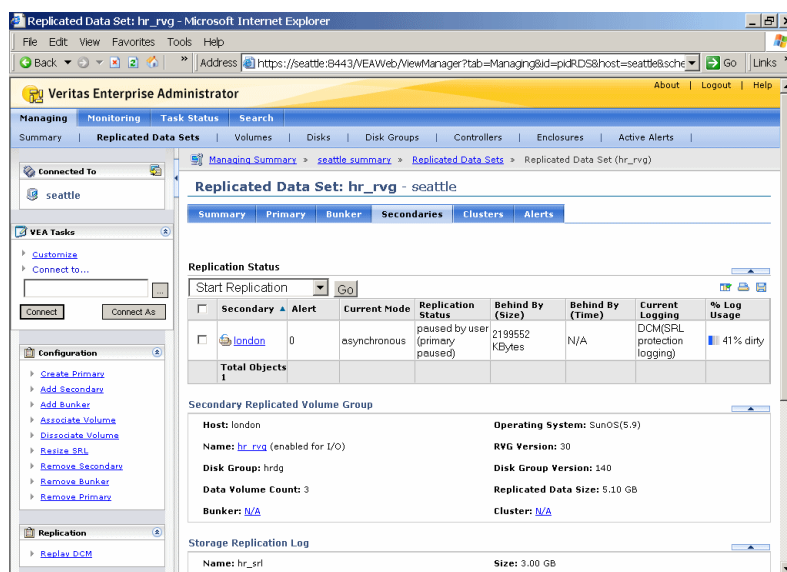 Replicated Data Set: hr_rvg - Microsoft Internet Explorer
File Edit View Favorites Tools Help
Back » Address https://seattle:8443/VEAWeb/ViewManager?tab=Managing&id=pidRDS&host=seattle&sche Go Links »
Veritas Enterprise Administrator
About | Logout | Help
Managing Monitoring Task Status Search
Summary | Replicated Data Sets | Volumes | Disks | Disk Groups | Controllers | Enclosures | Active Alerts |
Managing Summary » seattle summary » Replicated Data Sets » Replicated Data Set (hr_rvg)
Connected To
seattle
Replicated Data Set: hr_rvg - seattle
Summary Primary Bunker Secondaries Clusters Alerts
VEA Tasks
Customize
Connect to...
...
Connect Connect As
Configuration
Create Primary
Add Secondary
Add Bunker
Associate Volume
Dissociate Volume
Resize SRL
Remove Secondary
Remove Bunker
Remove Primary
Replication
Replay DCM
Replication Status
Start Replication Go
Secondary Alert Current Mode Replication Status Behind By (Size) Behind By (Time) Current Logging % Log Usage
london 0 asynchronous paused by user (primary paused) 2199552 KBytes N/A DCM(SRL protection logging) 41% dirty
Total Objects 1
Secondary Replicated Volume Group
Host: london Operating System: SunOS(5.9)
Name: hr_rvg (enabled for I/O) RVG Version: 30
Disk Group: hrdg Disk Group Version: 140
Data Volume Count: 3 Replicated Data Size: 5.10 GB
Bunker: N/A Cluster: N/A
Storage Replication Log
Name: hr_srl Size: 3.00 GB